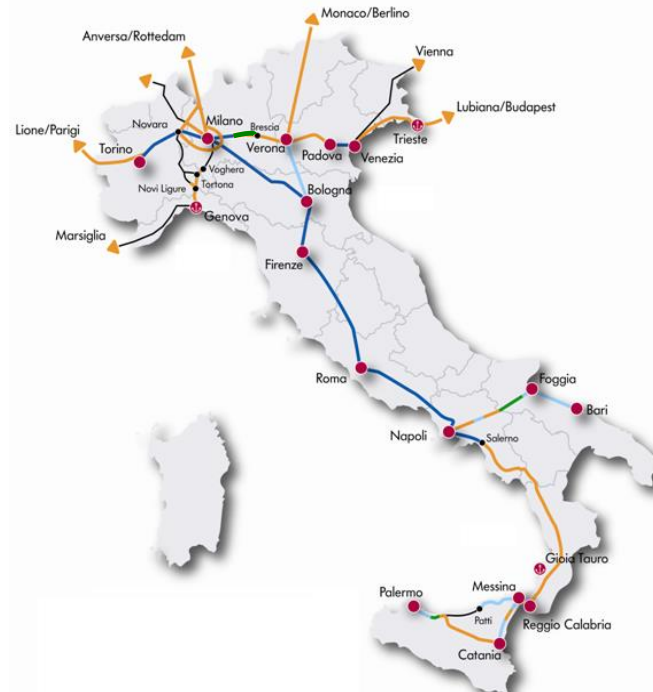 Monaco/Berlino
Anversa/Rottedam
Vienna
Lubiana/Budapest
Lione/Parigi
Novara
Milano
Brescia
Verona
Padova
Venezia
Trieste
Torino
Voghera
Tortona
Novi Ligure
Genova
Bologna
Marsiglia
Firenze
Roma
Foggia
Bari
Napoli
Salerno
Gioia Tauro
Messina
Palermo
Patti
Reggio Calabria
Catania